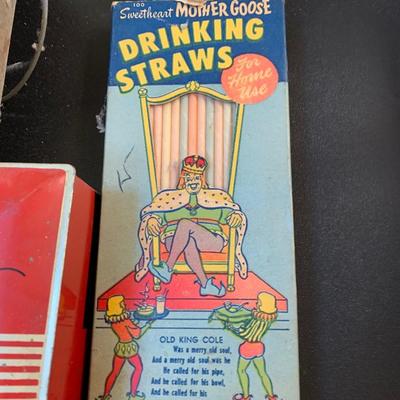 100
Sweetheart MOTHER GOOSE
DRINKING
STRAWS
For
Home
Use
OLD KING COLE
Was a merry old soul,
And a merry old soul was he
He called for his pipe,
And he called for his bowl,
And he called for his